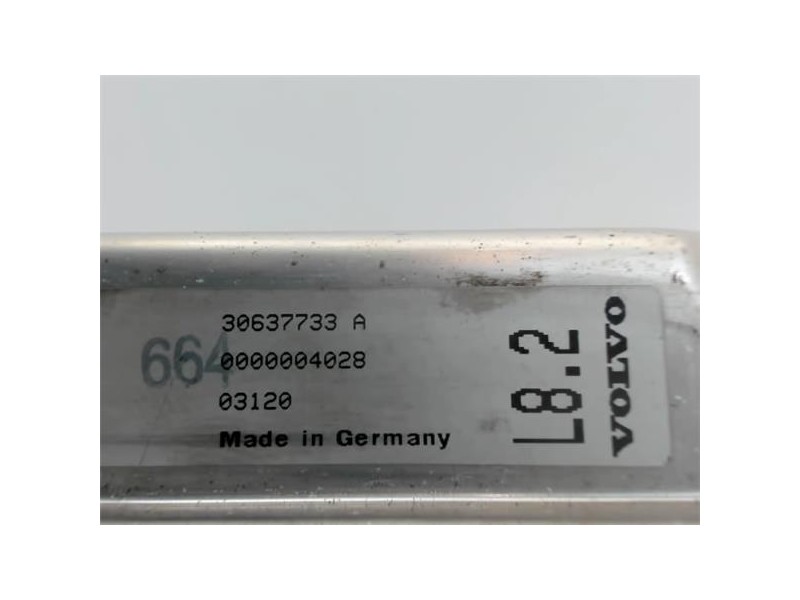 30637733 A
664
0000004028
03120
Made in Germany
L8.2
VOLVO